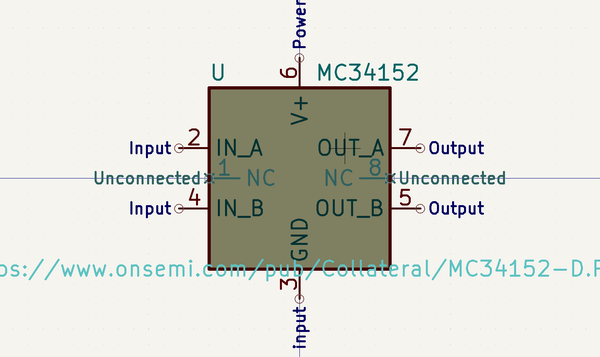 Power
6
U MC34152
V+
Input 2 IN_A OUT_A 7 Output
Unconnected 1 NC NC 8 Unconnected
Input 4 IN_B OUT_B 5 Output
GND
os://www.onsemi.com/pub/Collateral/MC34152-D.P
3
input